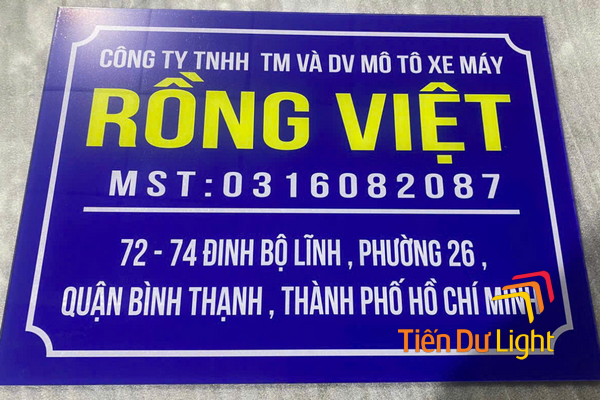 CÔNG TY TNHH TM VÀ DV MÔ TÔ XE MÁY
RỒNG VIỆT
MST:0316082087
72 - 74 ĐINH BỘ LĨNH , PHƯỜNG 26 ,
QUẬN BÌNH THẠNH , THÀNH PHỐ HỒ CHÍ MINH
Tiến Dư Light